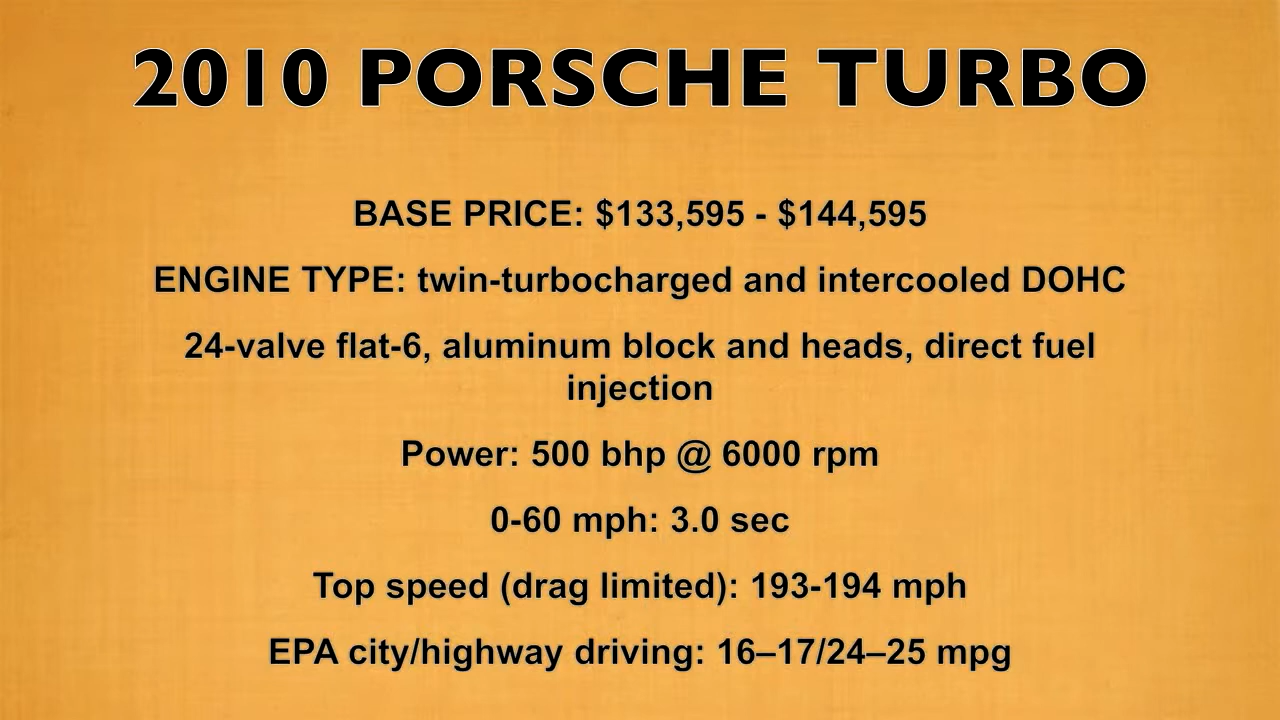 2010 PORSCHE TURBO
BASE PRICE: $133,595 - $144,595
ENGINE TYPE: twin-turbocharged and intercooled DOHC
24-valve flat-6, aluminum block and heads, direct fuel
injection
Power: 500 bhp @ 6000 rpm
0-60 mph: 3.0 sec
Top speed (drag limited): 193-194 mph
EPA city/highway driving: 16–17/24–25 mpg